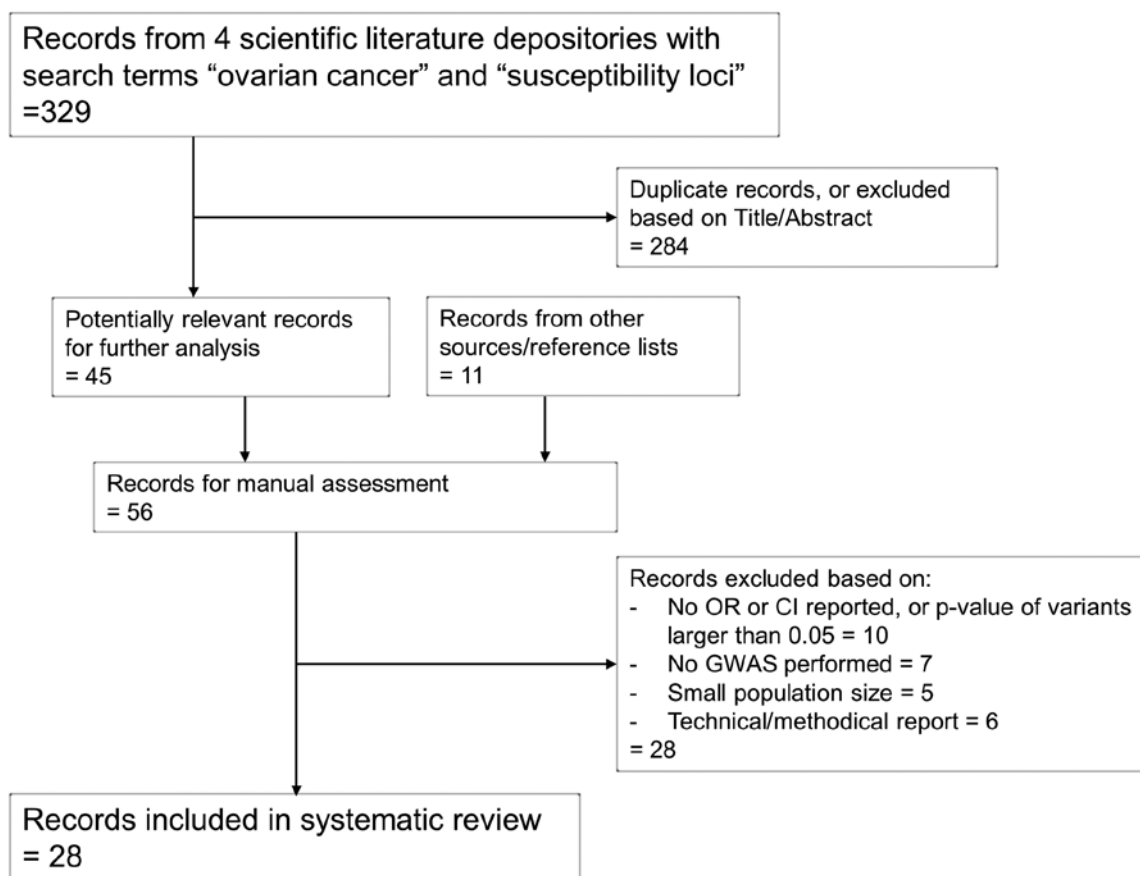 Records from 4 scientific literature depositories with
search terms “ovarian cancer” and “susceptibility loci”
=329
Duplicate records, or excluded
based on Title/Abstract
= 284
Potentially relevant records
for further analysis
= 45
Records from other
sources/reference lists
= 11
Records for manual assessment
= 56
Records excluded based on:
- No OR or CI reported, or p-value of variants
larger than 0.05 = 10
- No GWAS performed = 7
- Small population size = 5
- Technical/methodical report = 6
= 28
Records included in systematic review
= 28